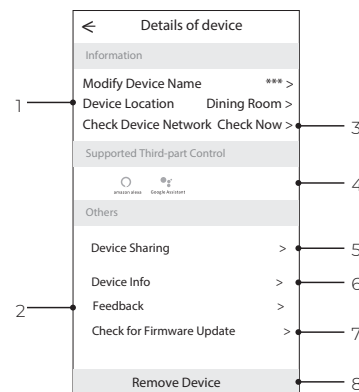 Details of device
Information
Modify Device Name *** >
1
Device Location Dining Room >
Check Device Network Check Now >
3
Supported Third-part Control
4
amazon alexa Google Assistant
Others
Device Sharing >
5
Device Info >
6
2
Feedback >
Check for Firmware Update >
7
Remove Device
8